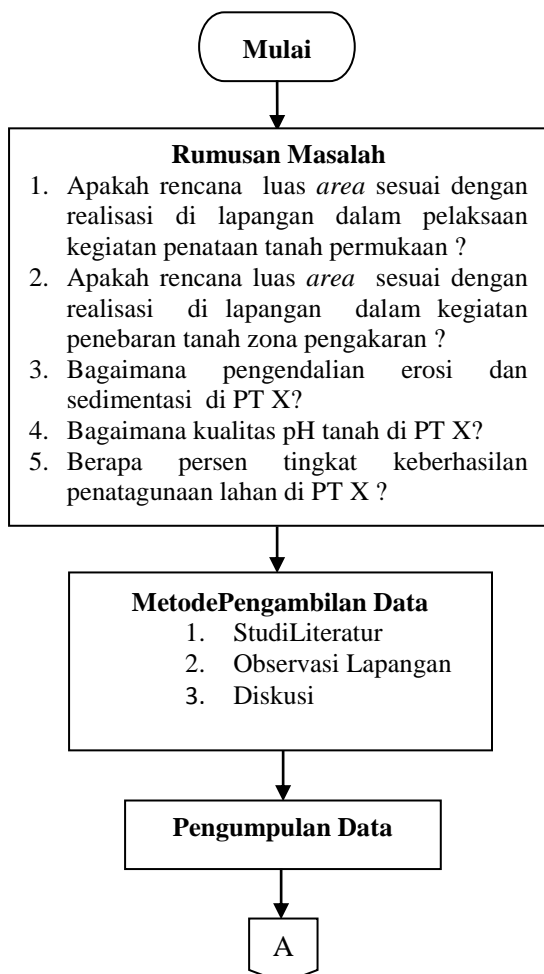 Mulai
Rumusan Masalah
1. Apakah rencana luas area sesuai dengan
realisasi di lapangan dalam pelaksaan
kegiatan penataan tanah permukaan ?
2. Apakah rencana luas area sesuai dengan
realisasi di lapangan dalam kegiatan
penebaran tanah zona pengakaran ?
3. Bagaimana pengendalian erosi dan
sedimentasi di PT X?
4. Bagaimana kualitas pH tanah di PT X?
5. Berapa persen tingkat keberhasilan
penatagunaan lahan di PT X ?
MetodePengambilan Data
1. StudiLiteratur
2. Observasi Lapangan
3. Diskusi
Pengumpulan Data
A